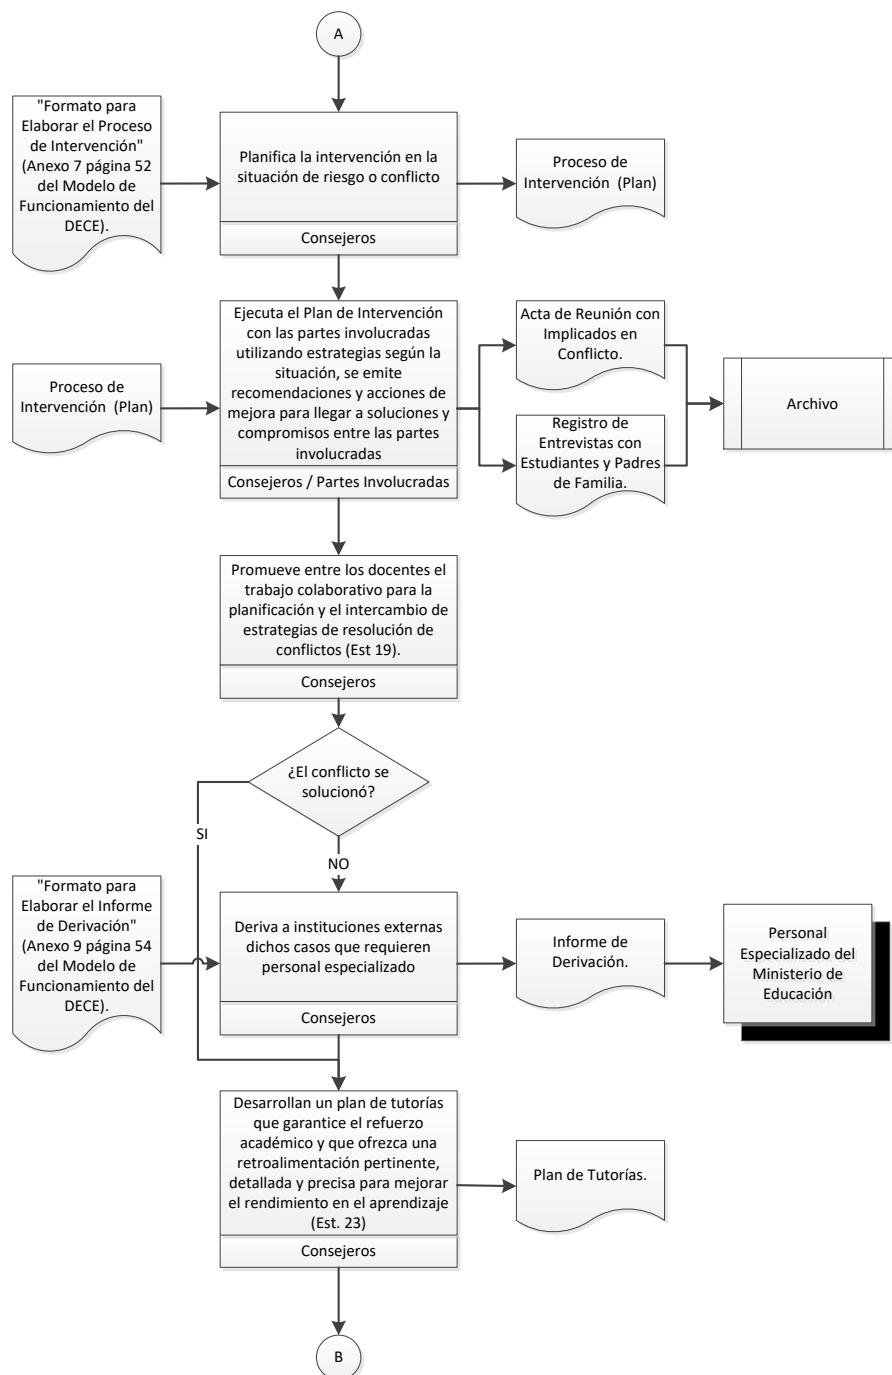 A
"Formato para
Elaborar el Proceso
de Intervención"
(Anexo 7 página 52
del Modelo de
Funcionamiento del
DECE).
Planifica la intervención en la
situación de riesgo o conflicto
Consejeros
Proceso de
Intervención (Plan)
Proceso de
Intervención (Plan)
Ejecuta el Plan de Intervención
con las partes involucradas
utilizando estrategias según la
situación, se emite
recomendaciones y acciones de
mejora para llegar a soluciones y
compromisos entre las partes
involucradas
Consejeros / Partes Involucradas
Acta de Reunión con
Implicados en
Conflicto.
Registro de
Entrevistas con
Estudiantes y Padres
de Familia.
Archivo
Promueve entre los docentes el
trabajo colaborativo para la
planificación y el intercambio de
estrategias de resolución de
conflictos (Est 19).
Consejeros
¿El conflicto se
solucionó?
SI
NO
"Formato para
Elaborar el Informe
de Derivación"
(Anexo 9 página 54
del Modelo de
Funcionamiento del
DECE).
Deriva a instituciones externas
dichos casos que requieren
personal especializado
Consejeros
Informe de
Derivación.
Personal
Especializado del
Ministerio de
Educación
Desarrollan un plan de tutorías
que garantice el refuerzo
académico y que ofrezca una
retroalimentación pertinente,
detallada y precisa para mejorar
el rendimiento en el aprendizaje
(Est. 23)
Consejeros
Plan de Tutorías.
B